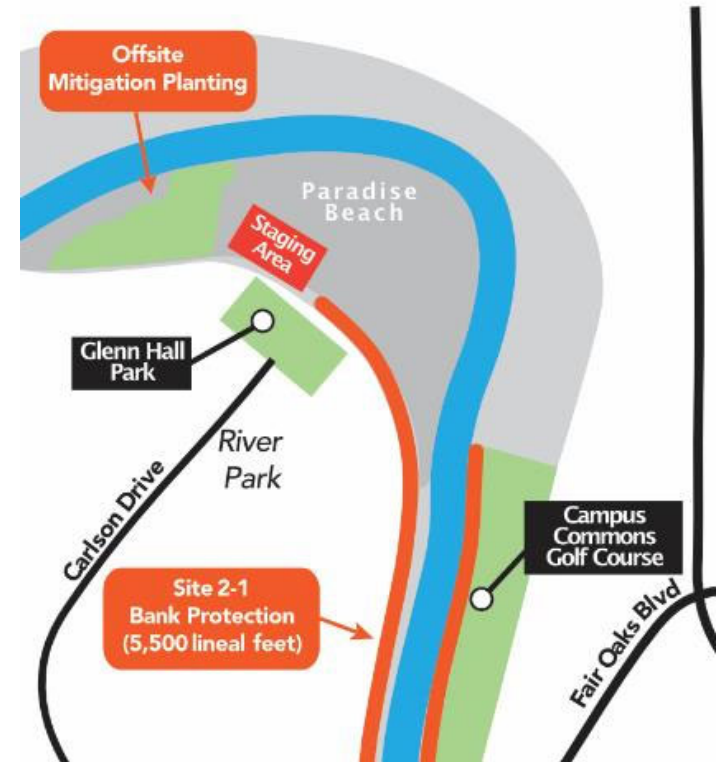 Offsite
Mitigation Planting
Paradise
Beach
Staging
Area
Glenn Hall
Park
River
Park
Carlson Drive
Campus
Commons
Golf Course
Site 2-1
Bank Protection
(5,500 lineal feet)
Fair Oaks Blvd